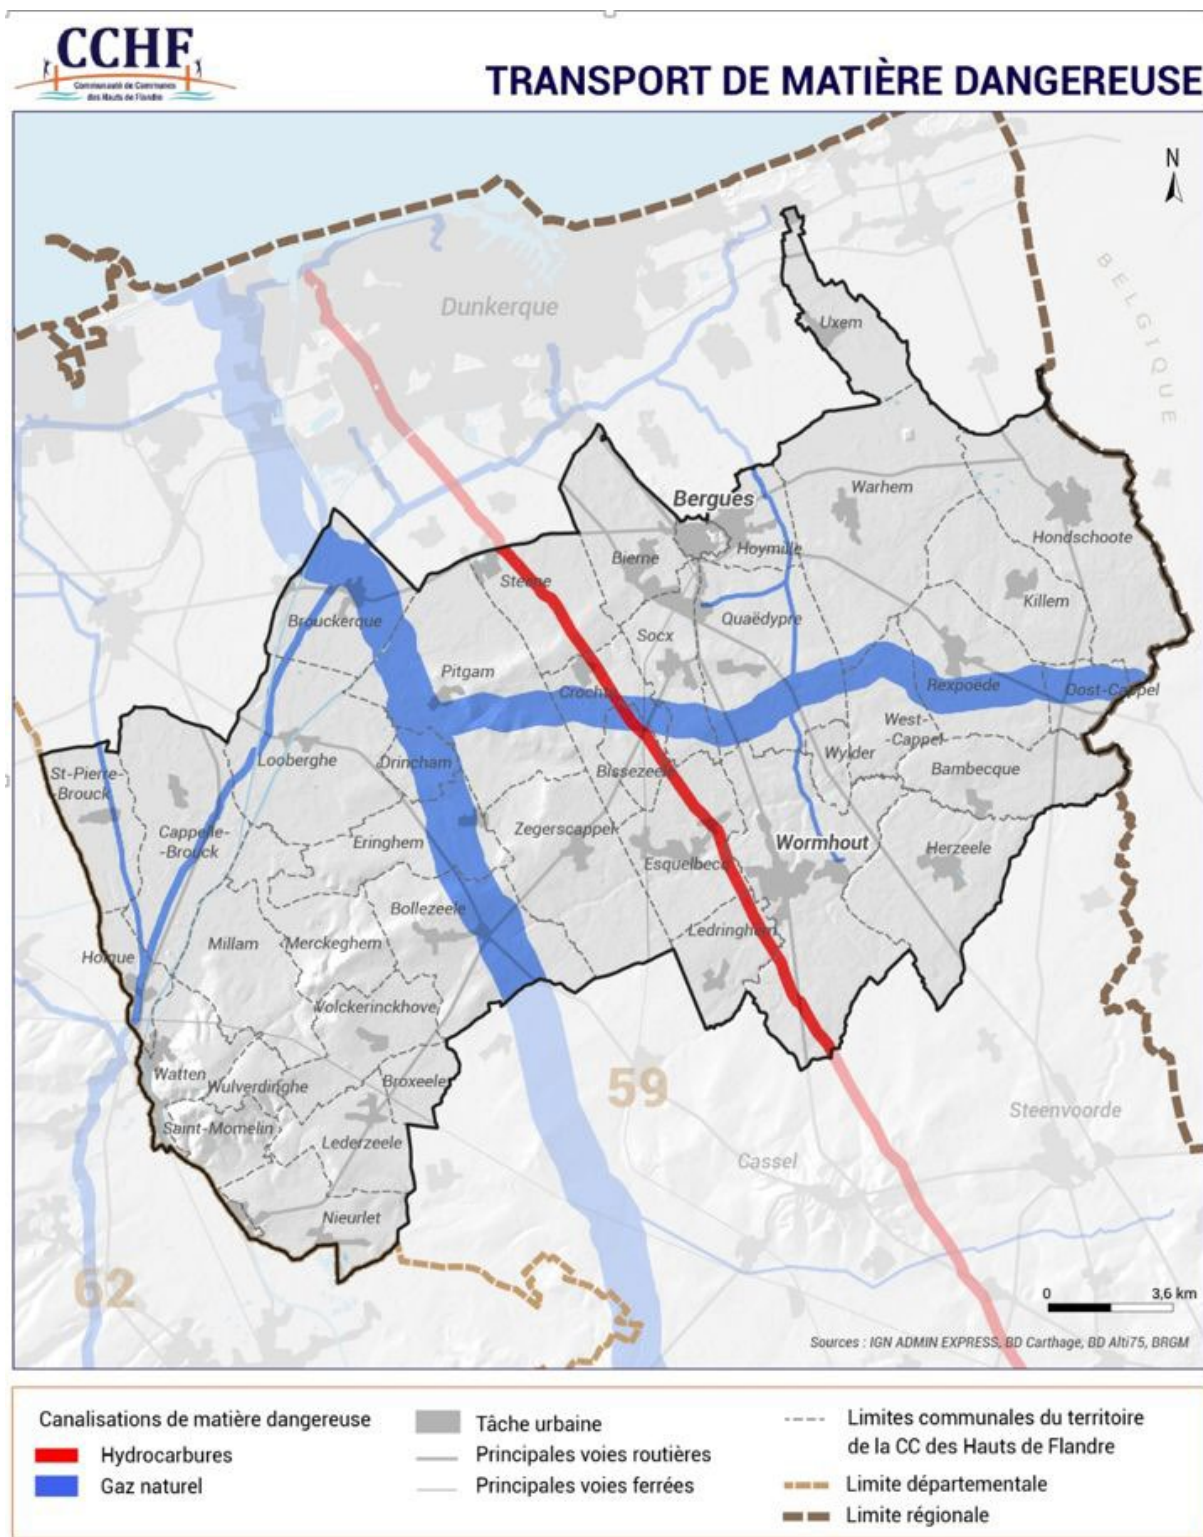 CCHF
Communauté de Communes
des Hauts de Flandre
TRANSPORT DE MATIÈRE DANGEREUSE
N
BELGIQUE
Dunkerque
Uxem
Warhem
Bergues
Hondschoote
Hoymille
Bierne
Steene
Killem
Brouckerque
Quaëdypre
Socx
Pitgam
Crochte
Rexpoëde
Oost-Cappel
West-
-Cappel
Wylder
Looberghe
Drincham
Bissezeele
Bambecque
St-Pierre-
-Brouck
Cappelle-
-Brouck
Eringhem
Zegerscappel
Wormhout
Esquelbecq
Herzeele
Bollezeele
Ledringhem
Millam
Merckeghem
Holque
Volckerinckhove
Watten
Wulverdinghe
Broxeele
59
Steenvoorde
Saint-Momelin
Lederzeele
Cassel
Nieurlet
62
0 3,6 km
Sources : IGN ADMIN EXPRESS, BD Carthage, BD Alti75, BRGM
Canalisations de matière dangereuse
Hydrocarbures
Gaz naturel
Tâche urbaine
Principales voies routières
Principales voies ferrées
Limites communales du territoire
de la CC des Hauts de Flandre
Limite départementale
Limite régionale